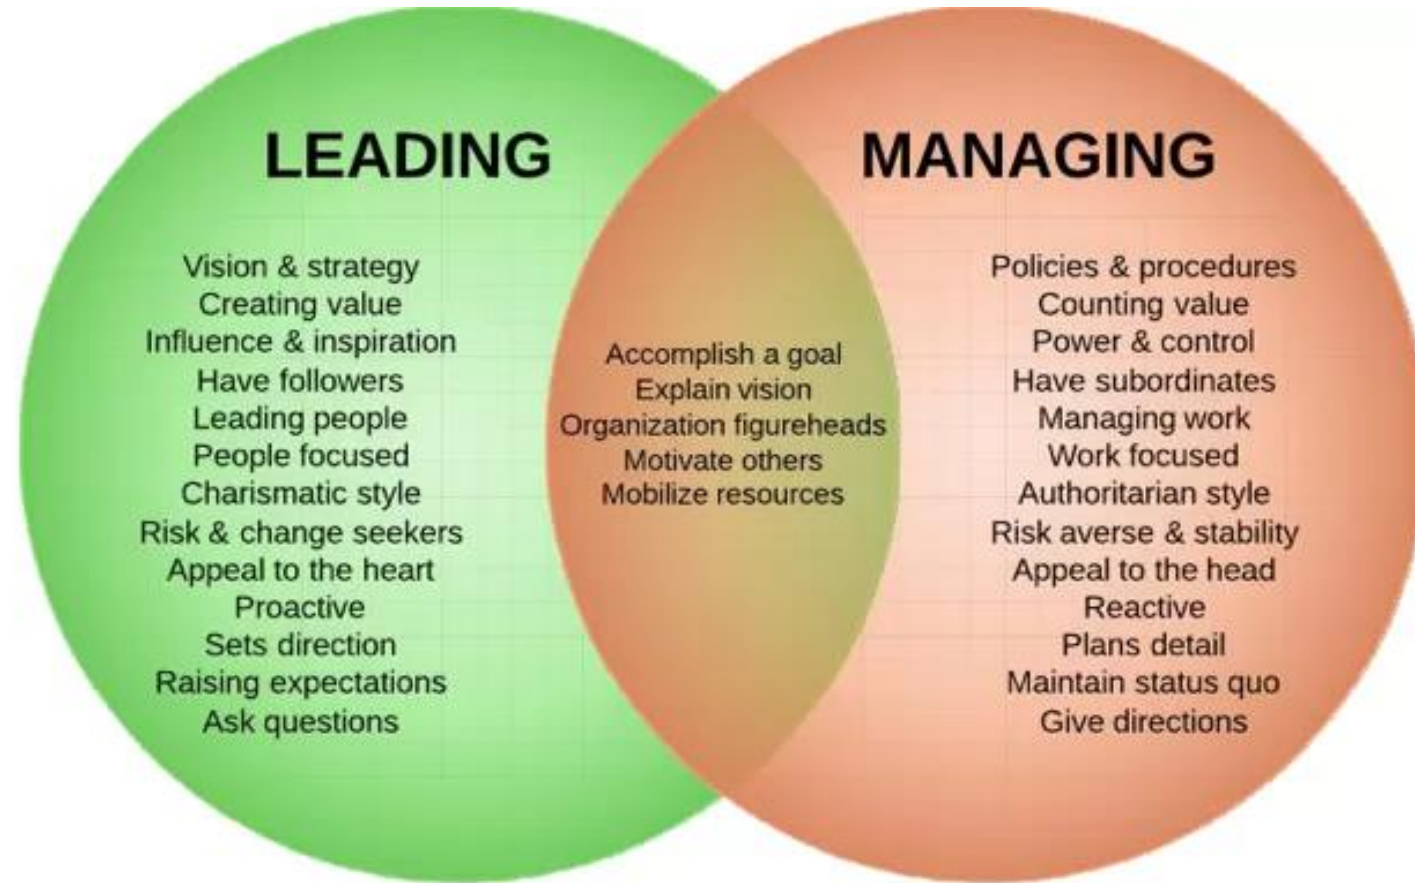 LEADING
Vision & strategy
Creating value
Influence & inspiration
Have followers
Leading people
People focused
Charismatic style
Risk & change seekers
Appeal to the heart
Proactive
Sets direction
Raising expectations
Ask questions
Accomplish a goal
Explain vision
Organization figureheads
Motivate others
Mobilize resources
MANAGING
Policies & procedures
Counting value
Power & control
Have subordinates
Managing work
Work focused
Authoritarian style
Risk averse & stability
Appeal to the head
Reactive
Plans detail
Maintain status quo
Give directions